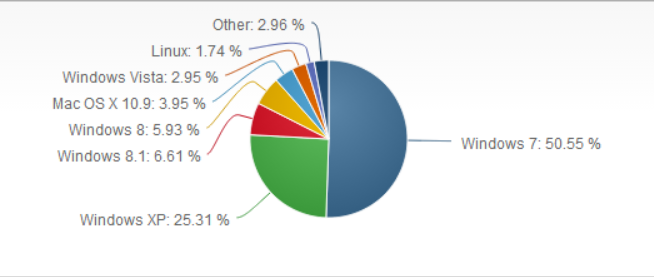 Other: 2.96 %
Linux: 1.74 %
Windows Vista: 2.95 %
Mac OS X 10.9: 3.95 %
Windows 8: 5.93 %
Windows 7: 50.55 %
Windows 8.1: 6.61 %
Windows XP: 25.31 %